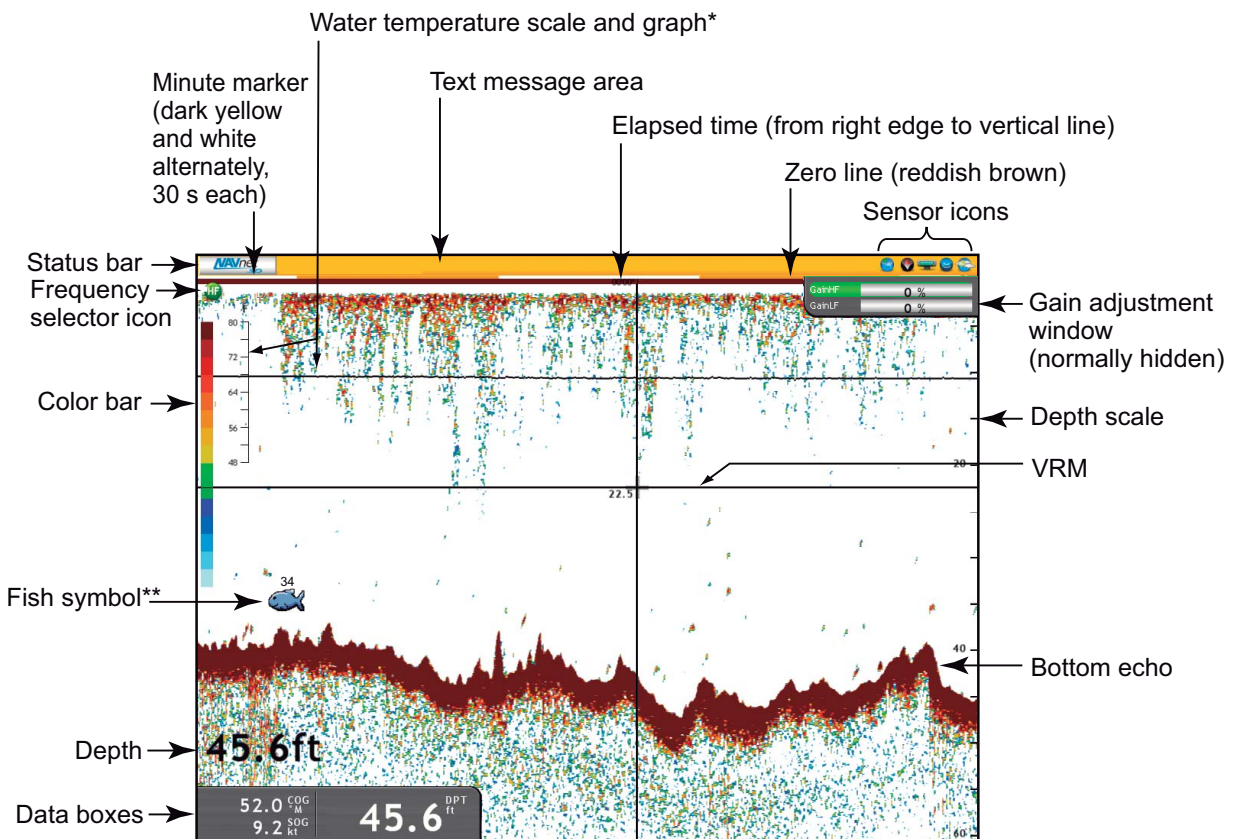 Water temperature scale and graph*
Minute marker
(dark yellow
and white
alternately,
30 s each)
Text message area
Elapsed time (from right edge to vertical line)
Zero line (reddish brown)
Sensor icons
Status bar
NAVnet
Frequency
selector icon
HF
GainHF 0 %
GainLF 0 %
Gain adjustment
window
(normally hidden)
80
72
64
56
48
Color bar
Depth scale
20
VRM
22.5
34
Fish symbol**
40
Bottom echo
Depth
45.6ft
Data boxes
52.0 COG °M
9.2 SOG kt
45.6 DPT ft
60